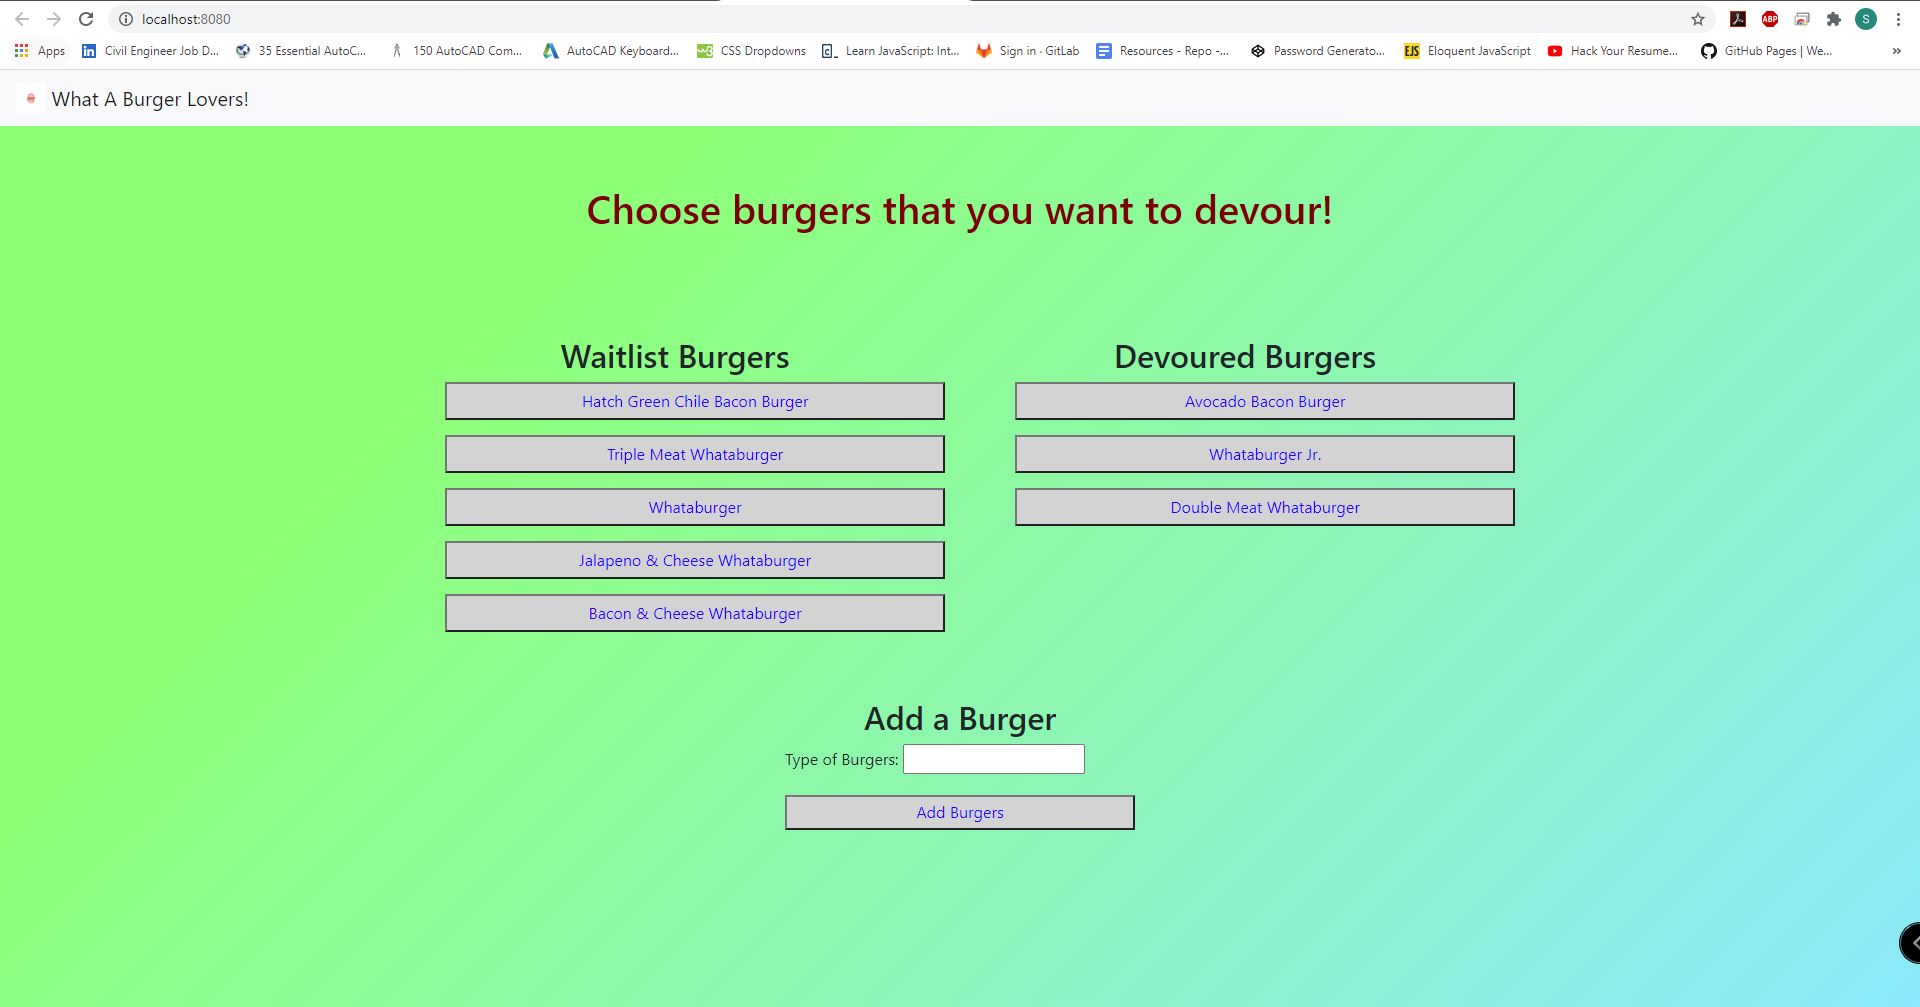 localhost:8080
ABP
S
Apps
in
Civil Engineer Job D...
35 Essential AutoC...
150 AutoCAD Com...
AutoCAD Keyboard...
w3
CSS Dropdowns
Learn JavaScript: Int...
Sign in · GitLab
Resources - Repo -...
Password Generato...
EJS
Eloquent JavaScript
Hack Your Resume...
GitHub Pages | We...
»
What A Burger Lovers!
Choose burgers that you want to devour!
Waitlist Burgers
Hatch Green Chile Bacon Burger
Triple Meat Whataburger
Whataburger
Jalapeno & Cheese Whataburger
Bacon & Cheese Whataburger
Devoured Burgers
Avocado Bacon Burger
Whataburger Jr.
Double Meat Whataburger
Add a Burger
Type of Burgers:
Add Burgers